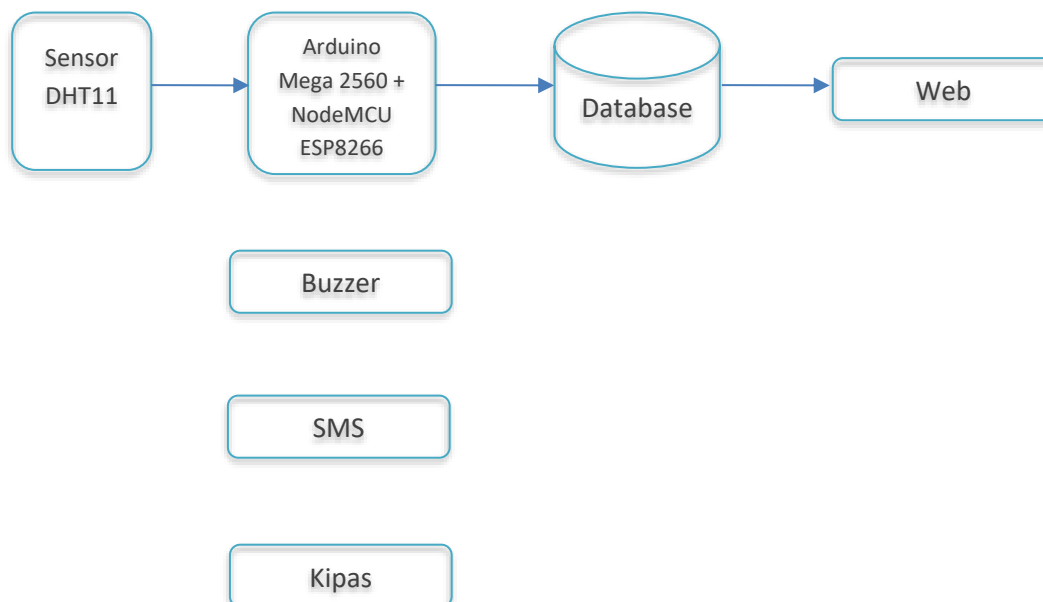 Sensor
DHT11
Arduino
Mega 2560 +
NodeMCU
ESP8266
Database
Web
Buzzer
SMS
Kipas